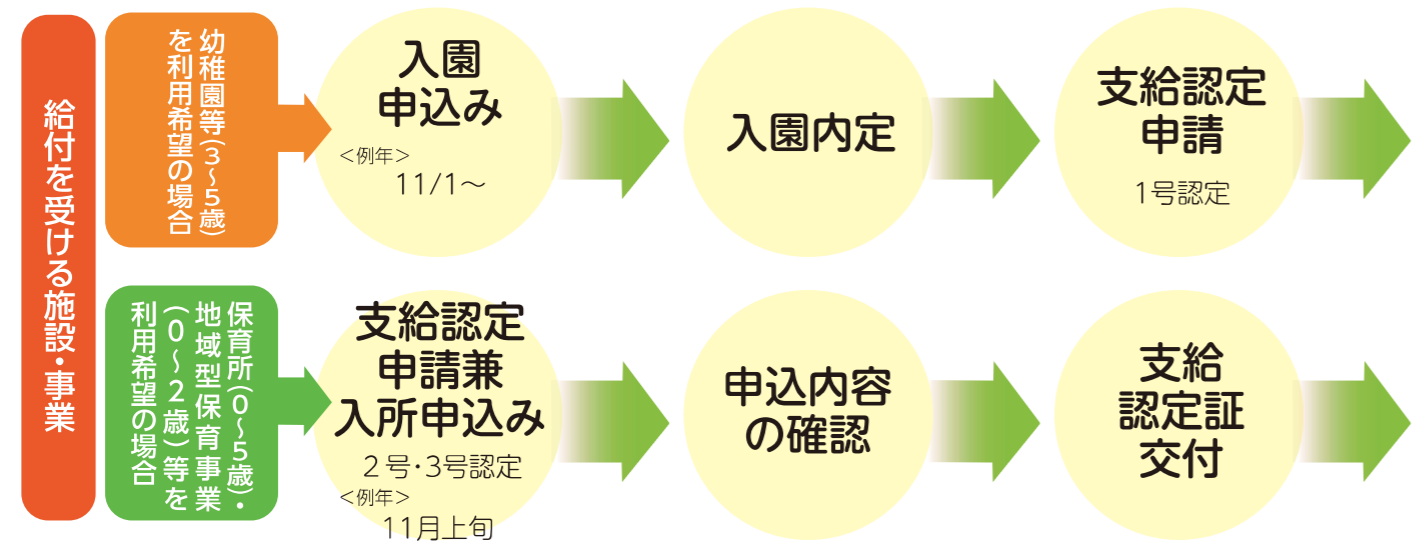 給付を受ける施設・事業
幼稚園等(3〜5歳)
を利用希望の場合
入園
申込み
＜例年＞
11/1〜
入園内定
支給認定
申請
1号認定
保育所(0〜5歳)・
地域型保育事業
(0〜2歳)等を
利用希望の場合
支給認定
申請兼
入所申込み
2号・3号認定
＜例年＞
11月上旬
申込内容
の確認
支給
認定証
交付